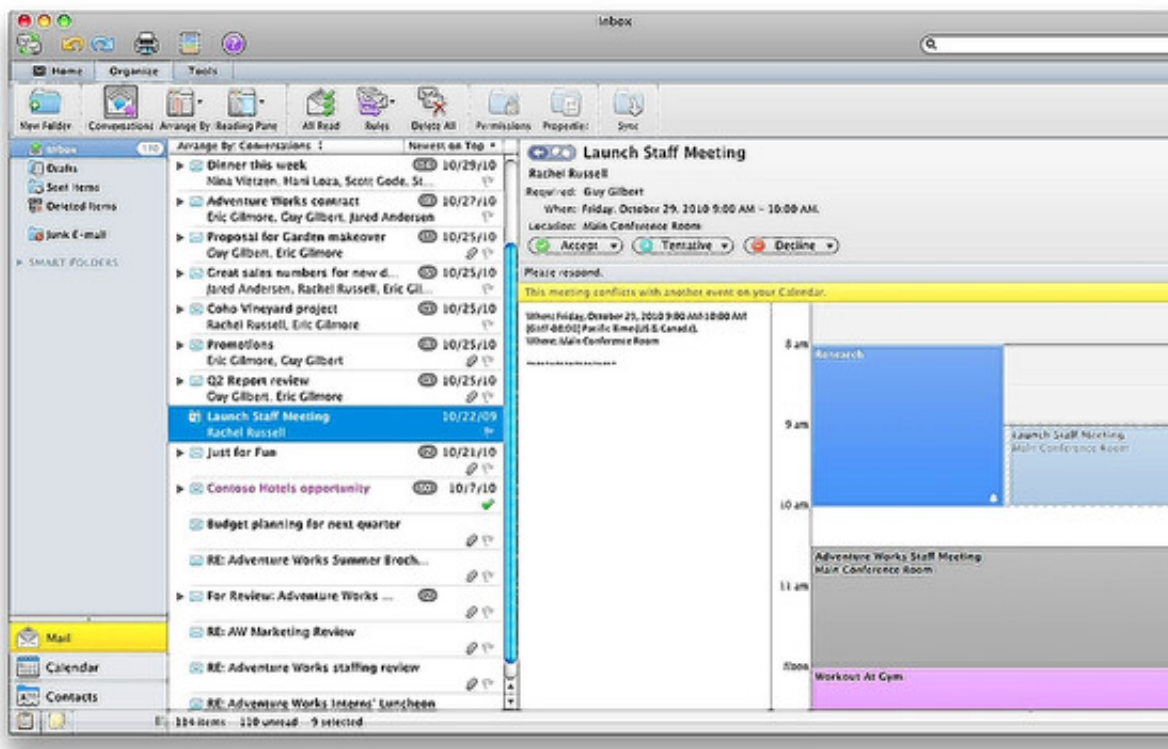 Inbox
Home Organize Tools
New Folder Conversations Arrange By Reading Pane All Read Rules Delete All Permissions Properties Sync
Inbox 110
Drafts
Sent Items
Deleted Items
Junk E-mail
SMART FOLDERS
Mail
Calendar
Contacts
Arrange By: Conversations Newest on Top
Dinner this week 10/29/10
Nina Vietzen, Hani Loza, Scott Gode, St...
Adventure Works contract 10/27/10
Eric Gilmore, Guy Gilbert, Jared Andersen
Proposal for Garden makeover 10/25/10
Guy Gilbert, Eric Gilmore
Great sales numbers for new d... 10/25/10
Jared Andersen, Rachel Russell, Eric Gil...
Coho Vineyard project 10/25/10
Rachel Russell, Eric Gilmore
Promotions 10/25/10
Eric Gilmore, Guy Gilbert
Q2 Report review 10/25/10
Guy Gilbert, Eric Gilmore
Launch Staff Meeting 10/22/09
Rachel Russell
Just for Fun 10/21/10
Contoso Hotels opportunity 10/7/10
Budget planning for next quarter
RE: Adventure Works Summer Broch...
For Review: Adventure Works ...
RE: AW Marketing Review
RE: Adventure Works staffing review
RE: Adventure Works Interns' Luncheon
114 items 110 unread 9 selected
Launch Staff Meeting
Rachel Russell
Required: Guy Gilbert
When: Friday, October 29, 2010 9:00 AM – 10:00 AM.
Location: Main Conference Room
Accept Tentative Decline
Please respond.
This meeting conflicts with another event on your Calendar.
When: Friday, October 29, 2010 9:00 AM-10:00 AM
(GMT-08:00) Pacific Time (US & Canada).
Where: Main Conference Room
8 am
Research
9 am
Launch Staff Meeting
Main Conference Room
10 am
Adventure Works Staff Meeting
Main Conference Room
11 am
Noon
Workout At Gym